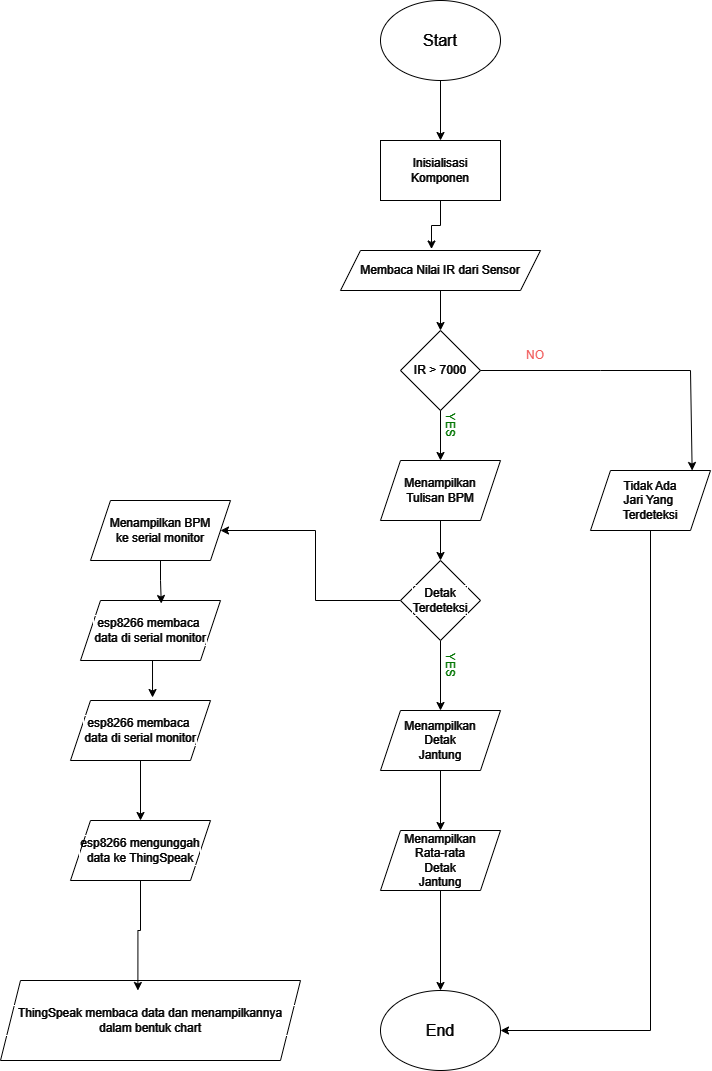 Start
Inisialisasi
Komponen
Membaca Nilai IR dari Sensor
IR > 7000
NO
YES
Menampilkan
Tulisan BPM
Tidak Ada
Jari Yang
Terdeteksi
Menampilkan BPM
ke serial monitor
Detak
Terdeteksi
esp8266 membaca
data di serial monitor
YES
esp8266 membaca
data di serial monitor
Menampilkan
Detak
Jantung
esp8266 mengunggah
data ke ThingSpeak
Menampilkan
Rata-rata
Detak
Jantung
ThingSpeak membaca data dan menampilkannya
dalam bentuk chart
End